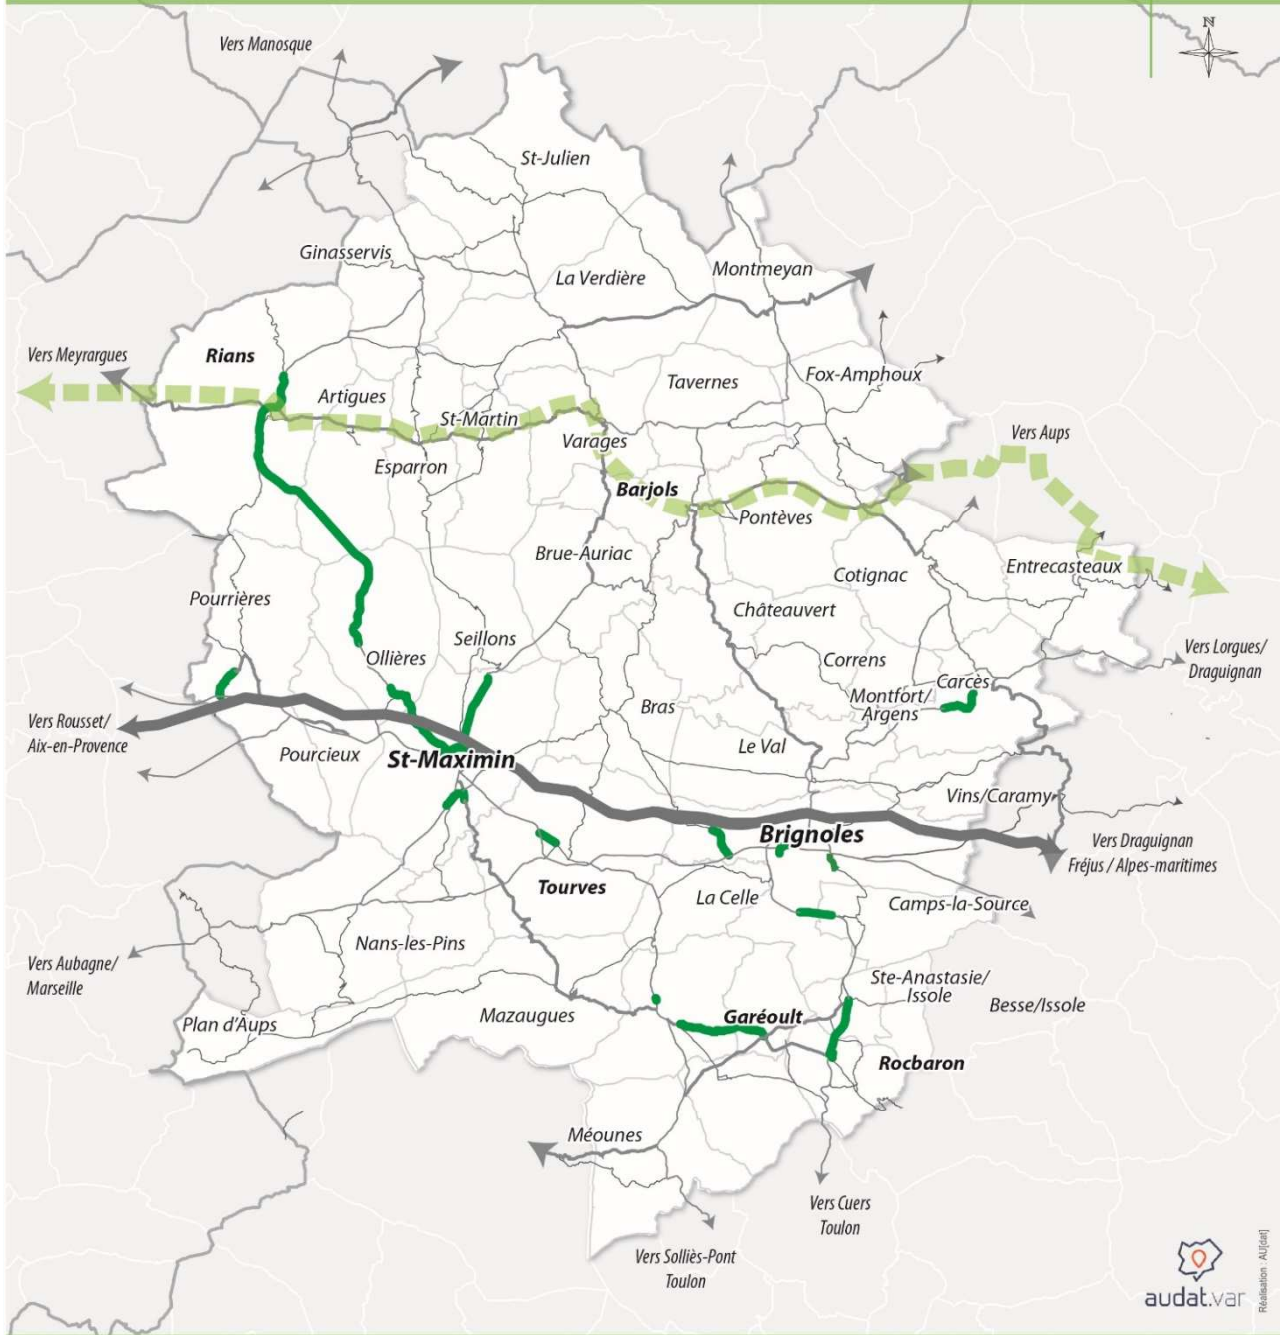 N
Vers Manosque
St-Julien
Ginasservis
La Verdière
Montmeyan
Vers Meyrargues
Rians
Artigues
St-Martin
Tavernes
Fox-Amphoux
Varages
Vers Aups
Esparron
Barjols
Pontèves
Brue-Auriac
Cotignac
Entrecasteaux
Pourrières
Châteauvert
Seillons
Ollières
Correns
Vers Lorgues/
Draguignan
Carcès
Montfort/
Argens
Bras
Vers Rousset/
Aix-en-Provence
Le Val
Pourcieux
St-Maximin
Vins/Caramy
Brignoles
Vers Draguignan
Fréjus / Alpes-maritimes
Tourves
La Celle
Camps-la-Source
Nans-les-Pins
Vers Aubagne/
Marseille
Ste-Anastasie/
Issole
Besse/Issole
Plan d'Aups
Mazaugues
Garéoult
Rocbaron
Méounes
Vers Cuers
Toulon
Vers Solliès-Pont
Toulon
audat.var
Réalisation : AU[dat]